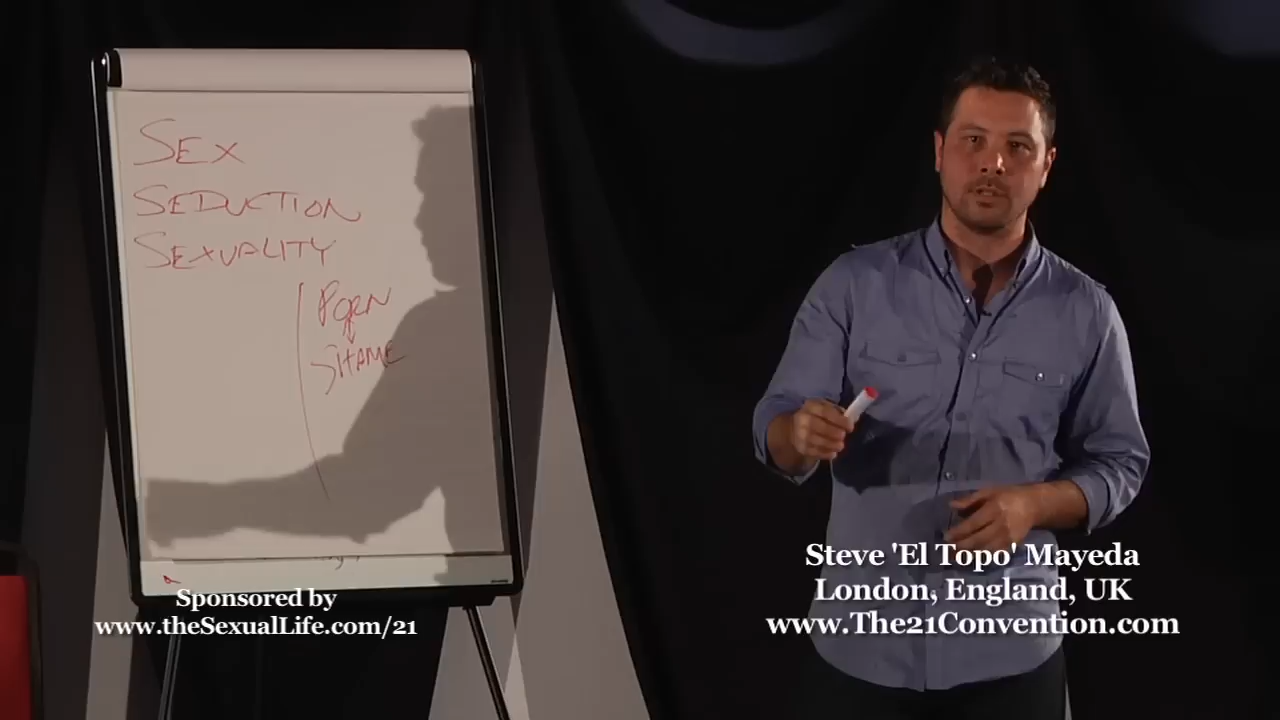 SEX
SEDUCTION
SEXUALITY
PORN
SHAME
Sponsored by
www.theSexualLife.com/21
Steve 'El Topo' Mayeda
London, England, UK
www.The21Convention.com